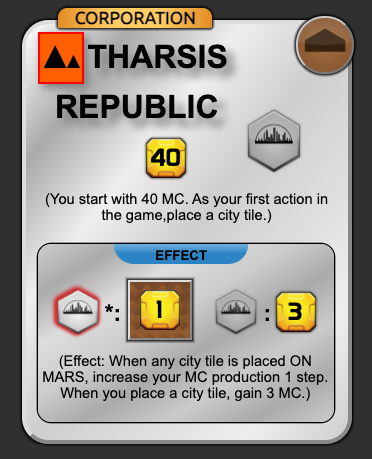 CORPORATION
THARSIS
REPUBLIC
40
(You start with 40 MC. As your first action in
the game,place a city tile.)
EFFECT
*: 1 : 3
(Effect: When any city tile is placed ON
MARS, increase your MC production 1 step.
When you place a city tile, gain 3 MC.)